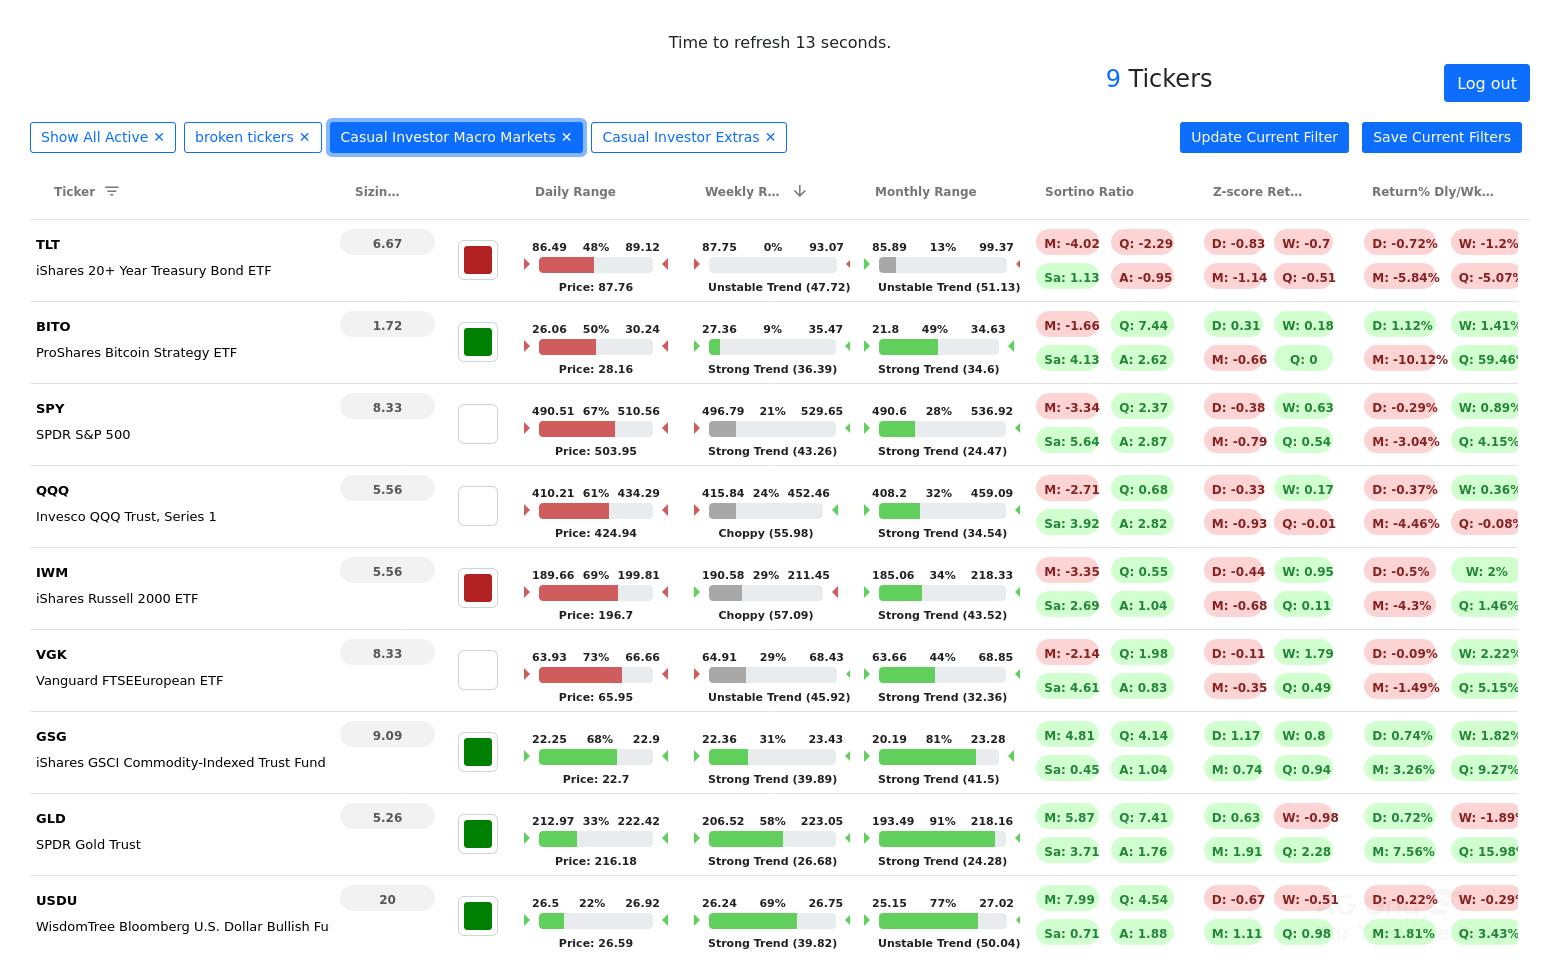 Time to refresh 13 seconds.
9 Tickers
Log out
Show All Active ✕ broken tickers ✕ Casual Investor Macro Markets ✕ Casual Investor Extras ✕ Update Current Filter Save Current Filters
Ticker Sizin... Daily Range Weekly R... Monthly Range Sortino Ratio Z-score Ret... Return% Dly/Wk...
TLT 6.67 86.49 48% 89.12 87.75 0% 93.07 85.89 13% 99.37 M: -4.02 Q: -2.29 D: -0.83 W: -0.7 D: -0.72% W: -1.2%
iShares 20+ Year Treasury Bond ETF Price: 87.76 Unstable Trend (47.72) Unstable Trend (51.13) Sa: 1.13 A: -0.95 M: -1.14 Q: -0.51 M: -5.84% Q: -5.07%
BITO 1.72 26.06 50% 30.24 27.36 9% 35.47 21.8 49% 34.63 M: -1.66 Q: 7.44 D: 0.31 W: 0.18 D: 1.12% W: 1.41%
ProShares Bitcoin Strategy ETF Price: 28.16 Strong Trend (36.39) Strong Trend (34.6) Sa: 4.13 A: 2.62 M: -0.66 Q: 0 M: -10.12% Q: 59.46%
SPY 8.33 490.51 67% 510.56 496.79 21% 529.65 490.6 28% 536.92 M: -3.34 Q: 2.37 D: -0.38 W: 0.63 D: -0.29% W: 0.89%
SPDR S&P 500 Price: 503.95 Strong Trend (43.26) Strong Trend (24.47) Sa: 5.64 A: 2.87 M: -0.79 Q: 0.54 M: -3.04% Q: 4.15%
QQQ 5.56 410.21 61% 434.29 415.84 24% 452.46 408.2 32% 459.09 M: -2.71 Q: 0.68 D: -0.33 W: 0.17 D: -0.37% W: 0.36%
Invesco QQQ Trust, Series 1 Price: 424.94 Choppy (55.98) Strong Trend (34.54) Sa: 3.92 A: 2.82 M: -0.93 Q: -0.01 M: -4.46% Q: -0.08%
IWM 5.56 189.66 69% 199.81 190.58 29% 211.45 185.06 34% 218.33 M: -3.35 Q: 0.55 D: -0.44 W: 0.95 D: -0.5% W: 2%
iShares Russell 2000 ETF Price: 196.7 Choppy (57.09) Strong Trend (43.52) Sa: 2.69 A: 1.04 M: -0.68 Q: 0.11 M: -4.3% Q: 1.46%
VGK 8.33 63.93 73% 66.66 64.91 29% 68.43 63.66 44% 68.85 M: -2.14 Q: 1.98 D: -0.11 W: 1.79 D: -0.09% W: 2.22%
Vanguard FTSEEuropean ETF Price: 65.95 Unstable Trend (45.92) Strong Trend (32.36) Sa: 4.61 A: 0.83 M: -0.35 Q: 0.49 M: -1.49% Q: 5.15%
GSG 9.09 22.25 68% 22.9 22.36 31% 23.43 20.19 81% 23.28 M: 4.81 Q: 4.14 D: 1.17 W: 0.8 D: 0.74% W: 1.82%
iShares GSCI Commodity-Indexed Trust Fund Price: 22.7 Strong Trend (39.89) Strong Trend (41.5) Sa: 0.45 A: 1.04 M: 0.74 Q: 0.94 M: 3.26% Q: 9.27%
GLD 5.26 212.97 33% 222.42 206.52 58% 223.05 193.49 91% 218.16 M: 5.87 Q: 7.41 D: 0.63 W: -0.98 D: 0.72% W: -1.89%
SPDR Gold Trust Price: 216.18 Strong Trend (26.68) Strong Trend (24.28) Sa: 3.71 A: 1.76 M: 1.91 Q: 2.28 M: 7.56% Q: 15.98%
USDU 20 26.5 22% 26.92 26.24 69% 26.75 25.15 77% 27.02 M: 7.99 Q: 4.54 D: -0.67 W: -0.51 D: -0.22% W: -0.29%
WisdomTree Bloomberg U.S. Dollar Bullish Fu Price: 26.59 Strong Trend (39.82) Unstable Trend (50.04) Sa: 0.71 A: 1.88 M: 1.11 Q: 0.98 M: 1.81% Q: 3.43%